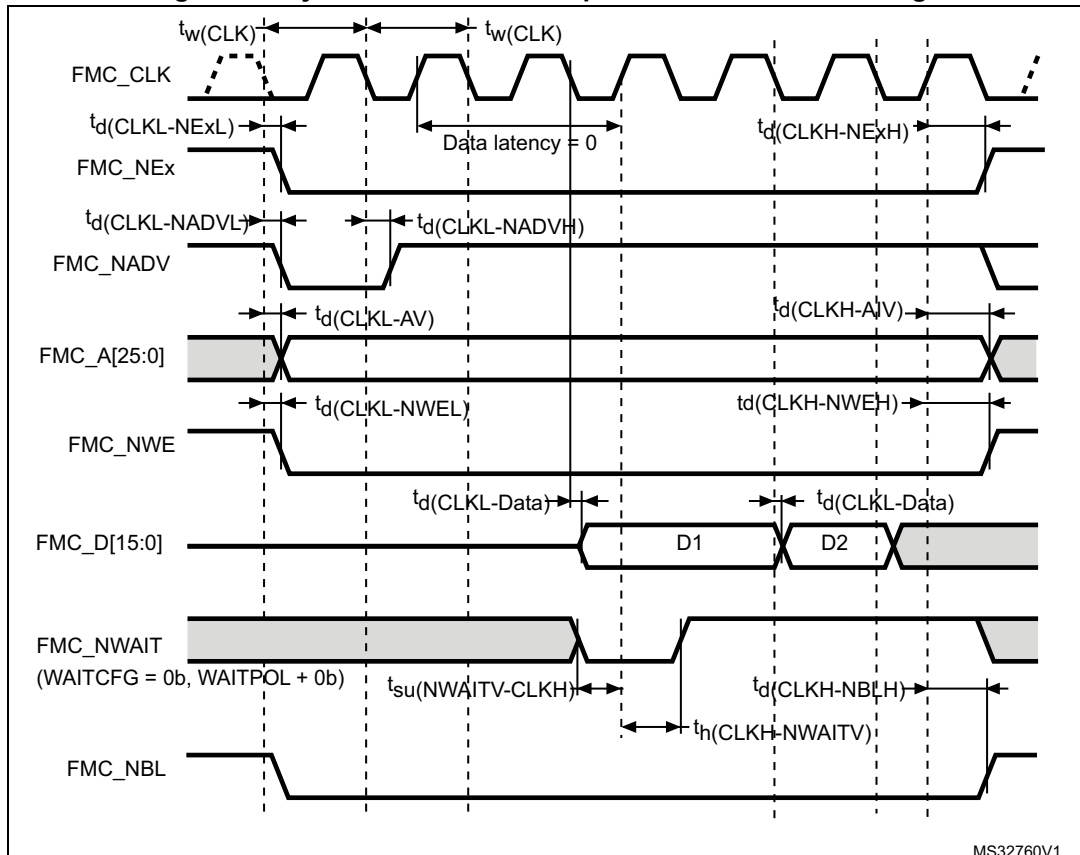 tw(CLK) tw(CLK)
FMC_CLK
td(CLKL-NExL) Data latency = 0 td(CLKH-NExH)
FMC_NEx
td(CLKL-NADVL) td(CLKL-NADVH)
FMC_NADV
td(CLKL-AV) td(CLKH-AIV)
FMC_A[25:0]
td(CLKL-NWEL) td(CLKH-NWEH)
FMC_NWE
td(CLKL-Data) td(CLKL-Data)
FMC_D[15:0] D1 D2
FMC_NWAIT
(WAITCFG = 0b, WAITPOL + 0b)
tsu(NWAITV-CLKH) td(CLKH-NBLH)
th(CLKH-NWAITV)
FMC_NBL
MS32760V1